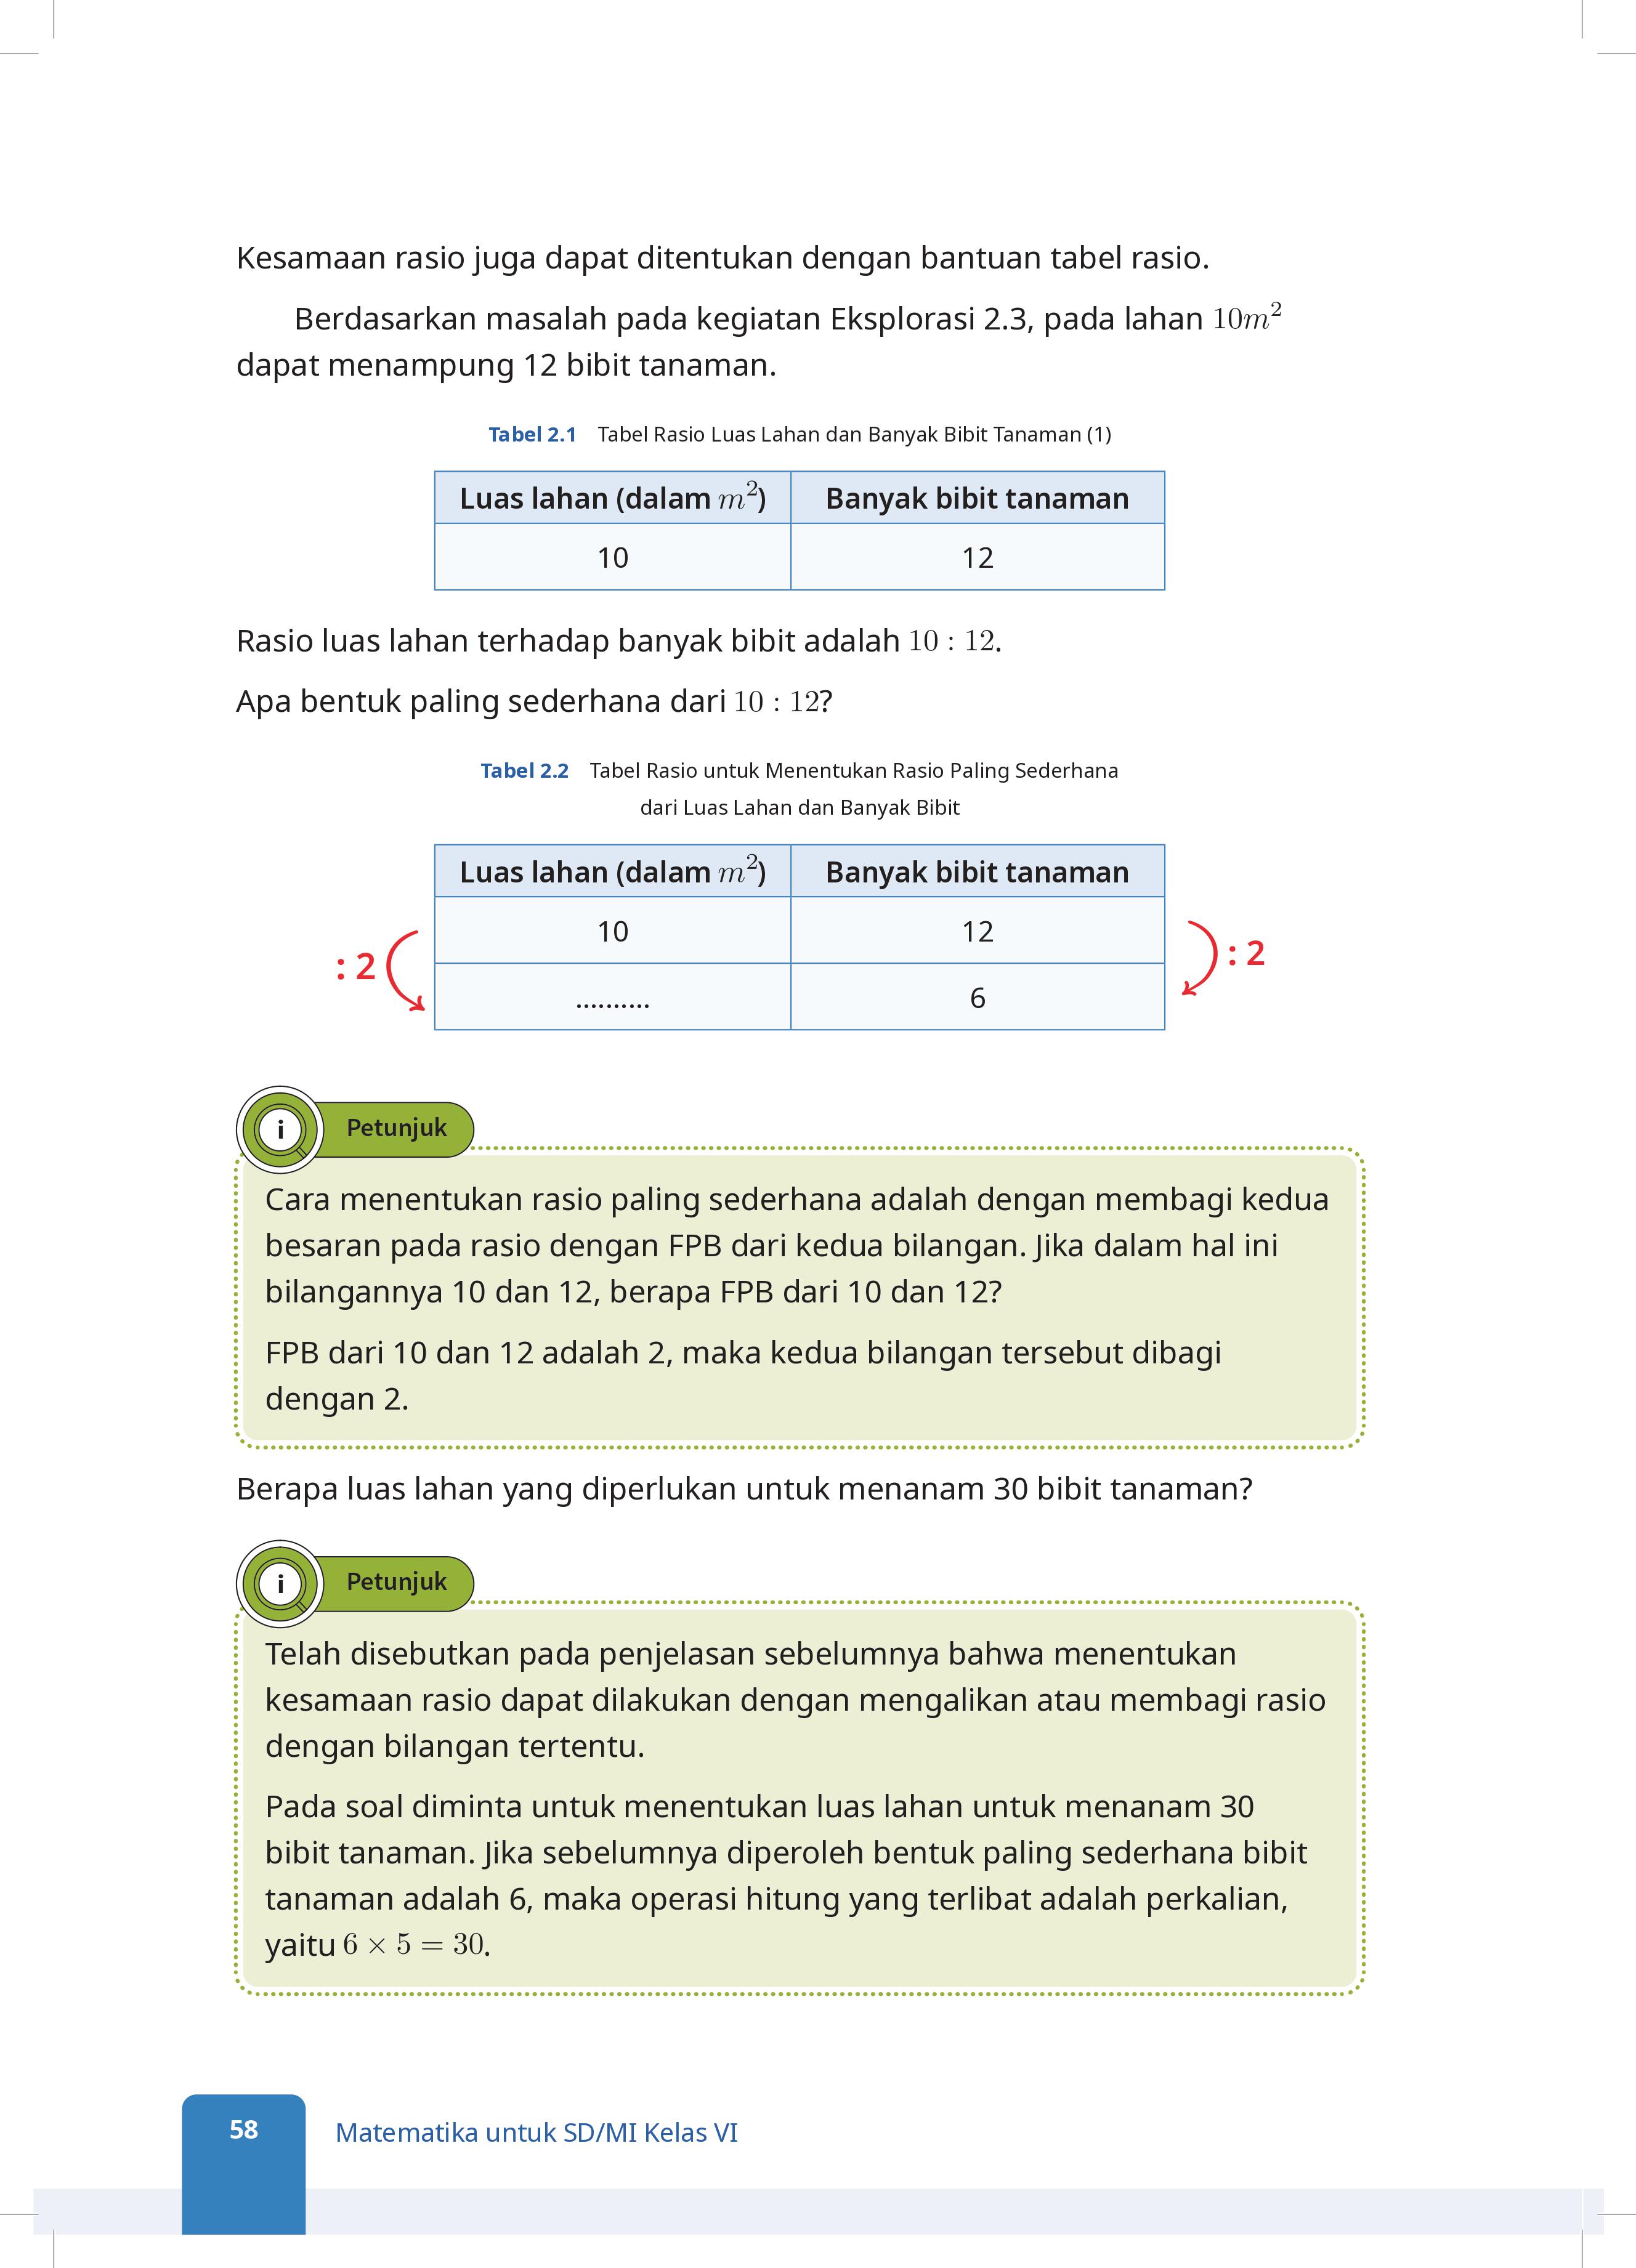 Kesamaan rasio juga dapat ditentukan dengan bantuan tabel rasio.
Berdasarkan masalah pada kegiatan Eksplorasi 2.3, pada lahan 10m²
dapat menampung 12 bibit tanaman.
Tabel 2.1 Tabel Rasio Luas Lahan dan Banyak Bibit Tanaman (1)
Luas lahan (dalam m²) Banyak bibit tanaman
10 12
Rasio luas lahan terhadap banyak bibit adalah 10 : 12.
Apa bentuk paling sederhana dari 10 : 12?
Tabel 2.2 Tabel Rasio untuk Menentukan Rasio Paling Sederhana
dari Luas Lahan dan Banyak Bibit
Luas lahan (dalam m²) Banyak bibit tanaman
10 12
: 2 : 2
.......... 6
i Petunjuk
Cara menentukan rasio paling sederhana adalah dengan membagi kedua
besaran pada rasio dengan FPB dari kedua bilangan. Jika dalam hal ini
bilangannya 10 dan 12, berapa FPB dari 10 dan 12?
FPB dari 10 dan 12 adalah 2, maka kedua bilangan tersebut dibagi
dengan 2.
Berapa luas lahan yang diperlukan untuk menanam 30 bibit tanaman?
i Petunjuk
Telah disebutkan pada penjelasan sebelumnya bahwa menentukan
kesamaan rasio dapat dilakukan dengan mengalikan atau membagi rasio
dengan bilangan tertentu.
Pada soal diminta untuk menentukan luas lahan untuk menanam 30
bibit tanaman. Jika sebelumnya diperoleh bentuk paling sederhana bibit
tanaman adalah 6, maka operasi hitung yang terlibat adalah perkalian,
yaitu 6 × 5 = 30.
58 Matematika untuk SD/MI Kelas VI